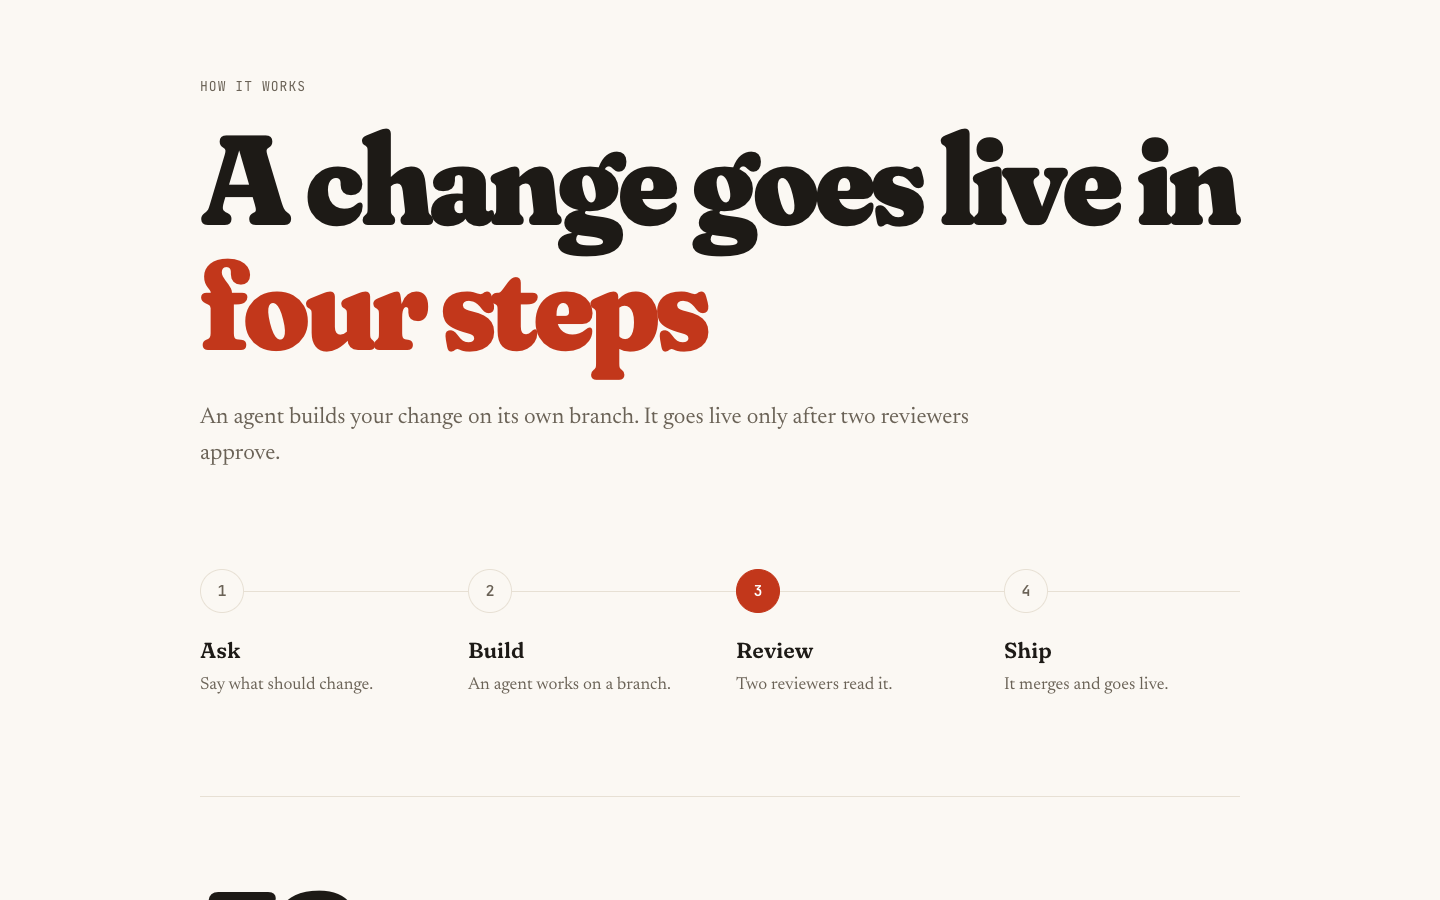 HOW IT WORKS
A change goes live in
four steps
An agent builds your change on its own branch. It goes live only after two reviewers
approve.
1
2
3
4
Ask
Build
Review
Ship
Say what should change.
An agent works on a branch.
Two reviewers read it.
It merges and goes live.